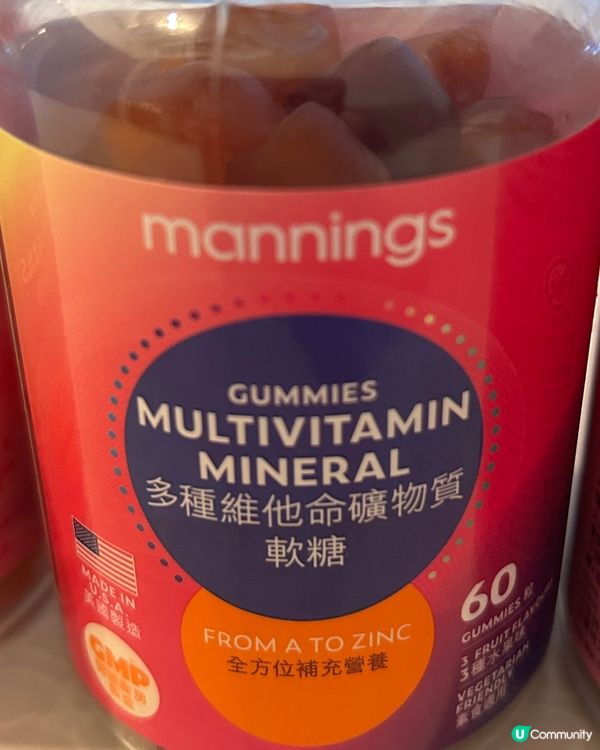 mannings
GUMMIES
MULTIVITAMIN
MINERAL
多種維他命礦物質
軟糖
FROM A TO ZINC
全方位補充營養
MADE IN
U.S.A
美國製造
GMP
60
GUMMIES 粒
3 FRUIT FLAVOURS
3種水果味
VEGETARIAN
FRIENDLY
素食適用
U Community